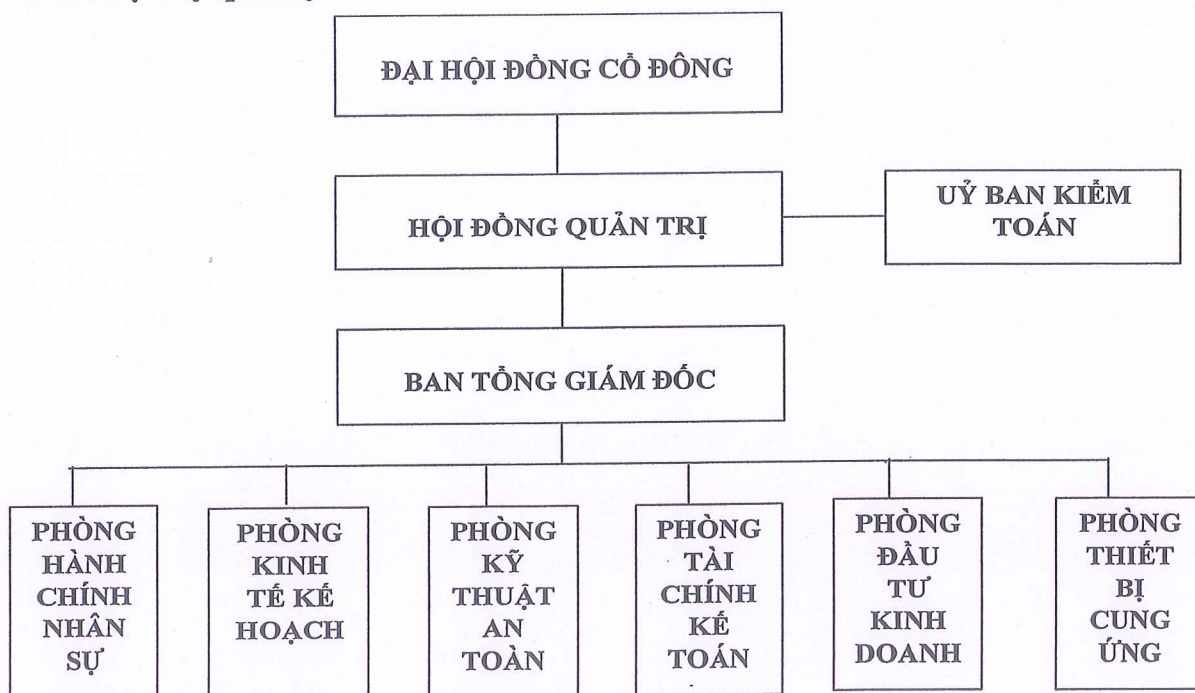 ĐẠI HỘI ĐỒNG CỔ ĐÔNG
HỘI ĐỒNG QUẢN TRỊ
UỶ BAN KIỂM
TOÁN
BAN TỔNG GIÁM ĐỐC
PHÒNG
HÀNH
CHÍNH
NHÂN
SỰ
PHÒNG
KINH
TẾ KẾ
HOẠCH
PHÒNG
KỸ
THUẬT
AN
TOÀN
PHÒNG
TÀI
CHÍNH
KẾ
TOÁN
PHÒNG
ĐẦU
TƯ
KINH
DOANH
PHÒNG
THIẾT
BỊ
CUNG
ỨNG